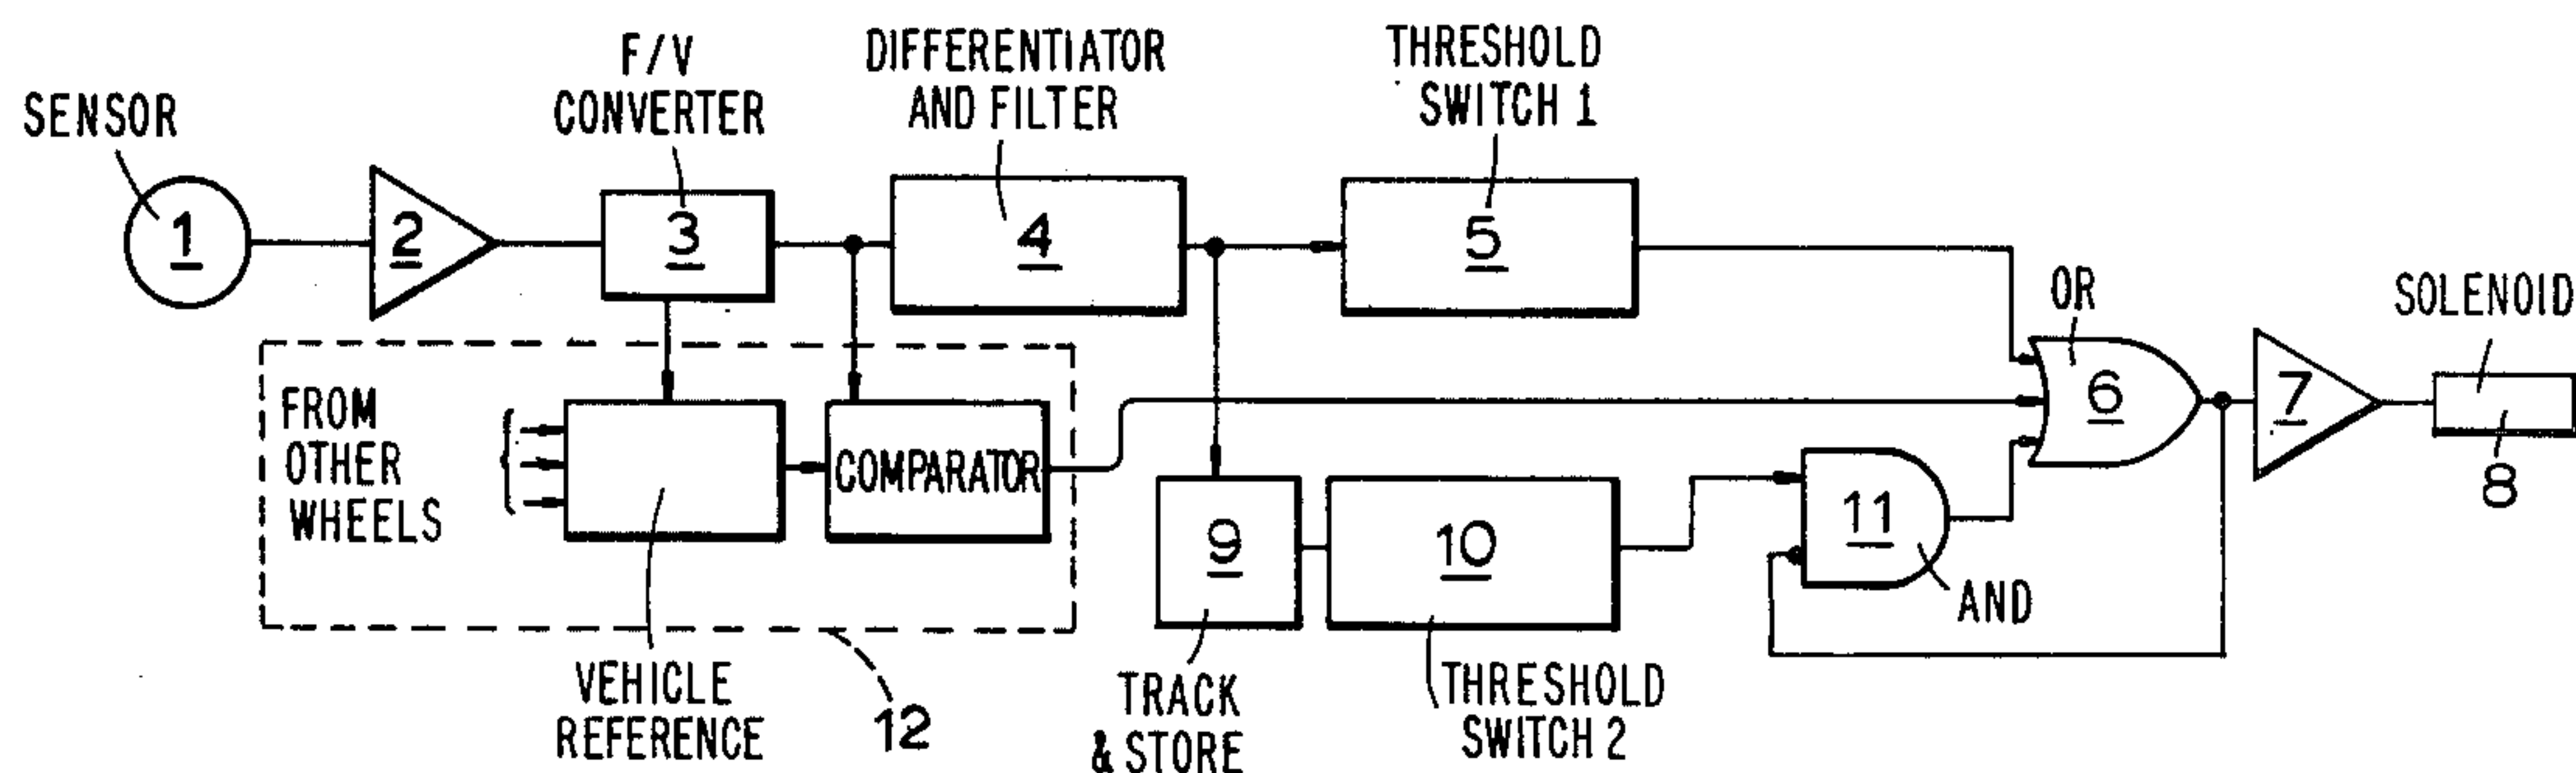 SENSOR
F/V
CONVERTER
DIFFERENTIATOR
AND FILTER
THRESHOLD
SWITCH 1
1
2
3
4
5
OR
6
7
SOLENOID
8
FROM
OTHER
WHEELS
COMPARATOR
9
10
11
AND
VEHICLE
REFERENCE
12
TRACK
& STORE
THRESHOLD
SWITCH 2